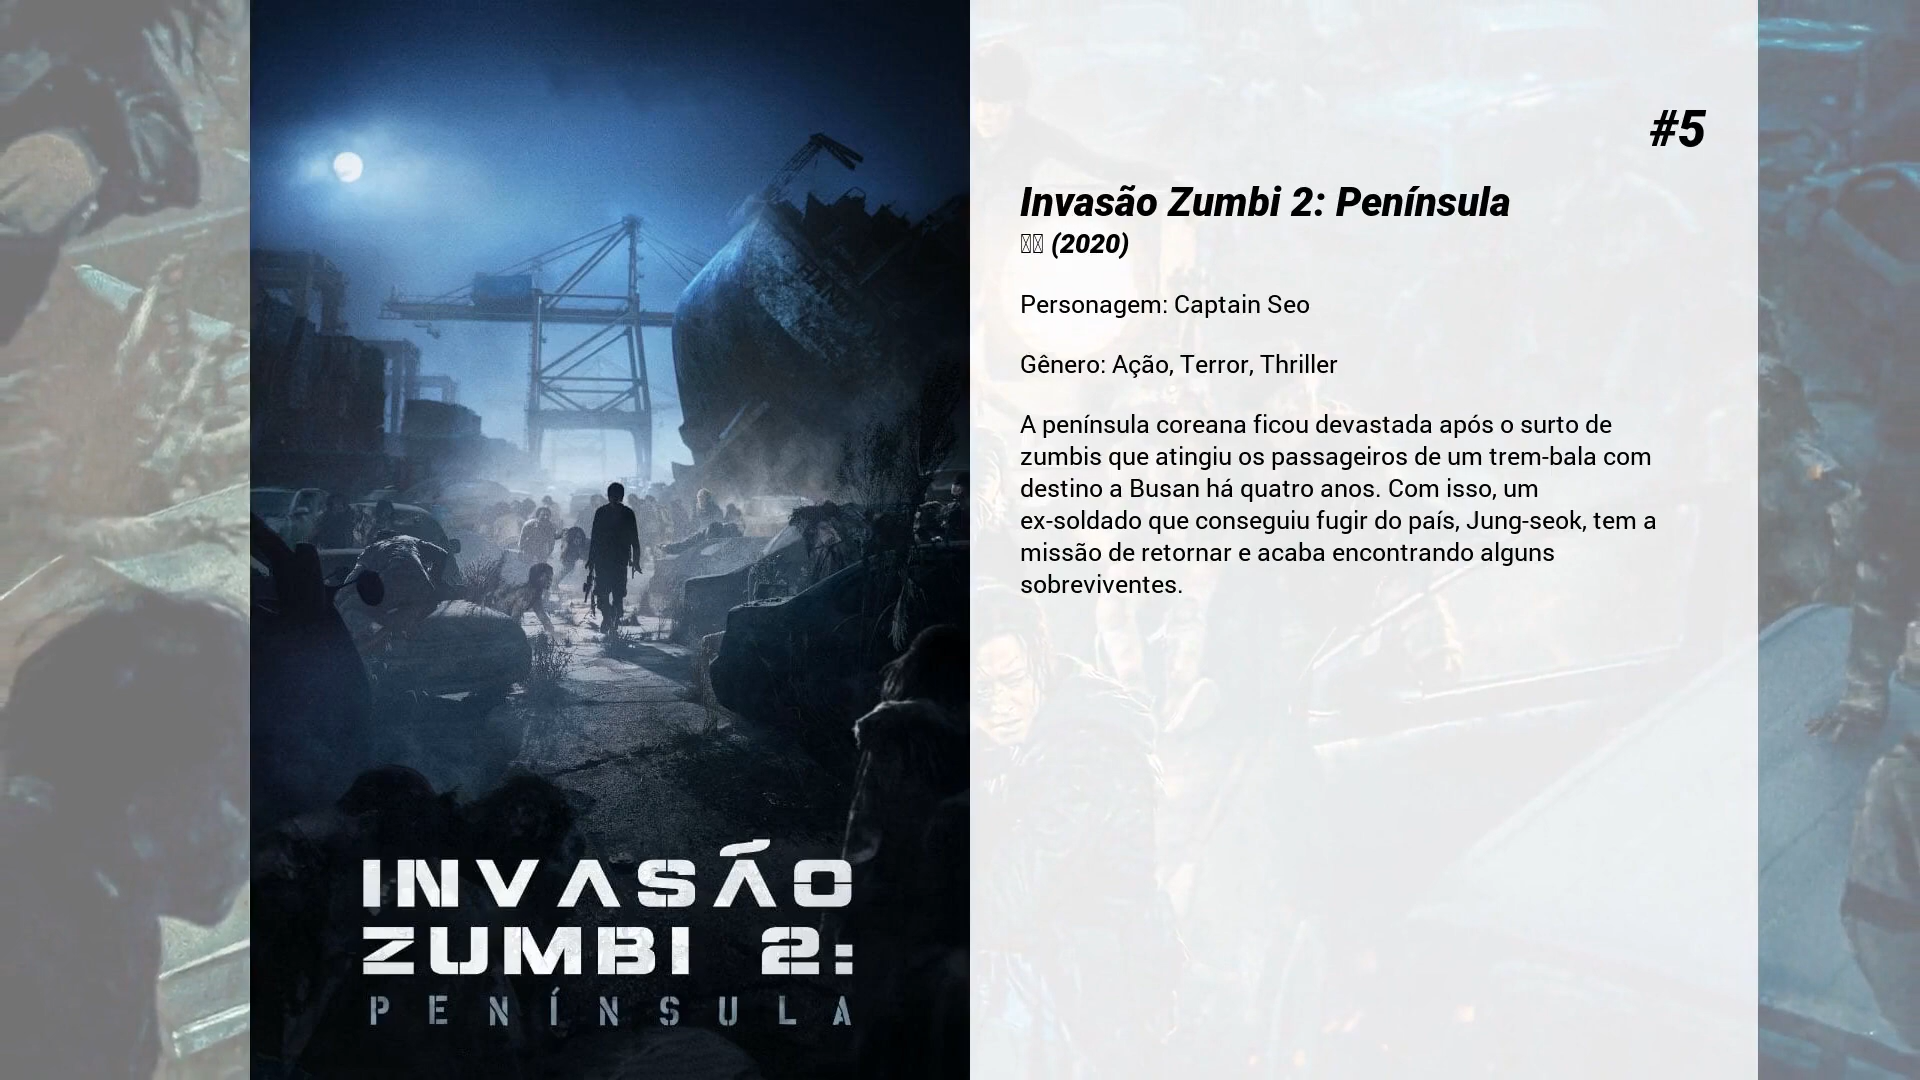 INVASÃO
ZUMBI 2:
PENÍNSULA
#5
Invasão Zumbi 2: Península
(2020)
Personagem: Captain Seo
Gênero: Ação, Terror, Thriller
A península coreana ficou devastada após o surto de
zumbis que atingiu os passageiros de um trem-bala com
destino a Busan há quatro anos. Com isso, um
ex-soldado que conseguiu fugir do país, Jung-seok, tem a
missão de retornar e acaba encontrando alguns
sobreviventes.